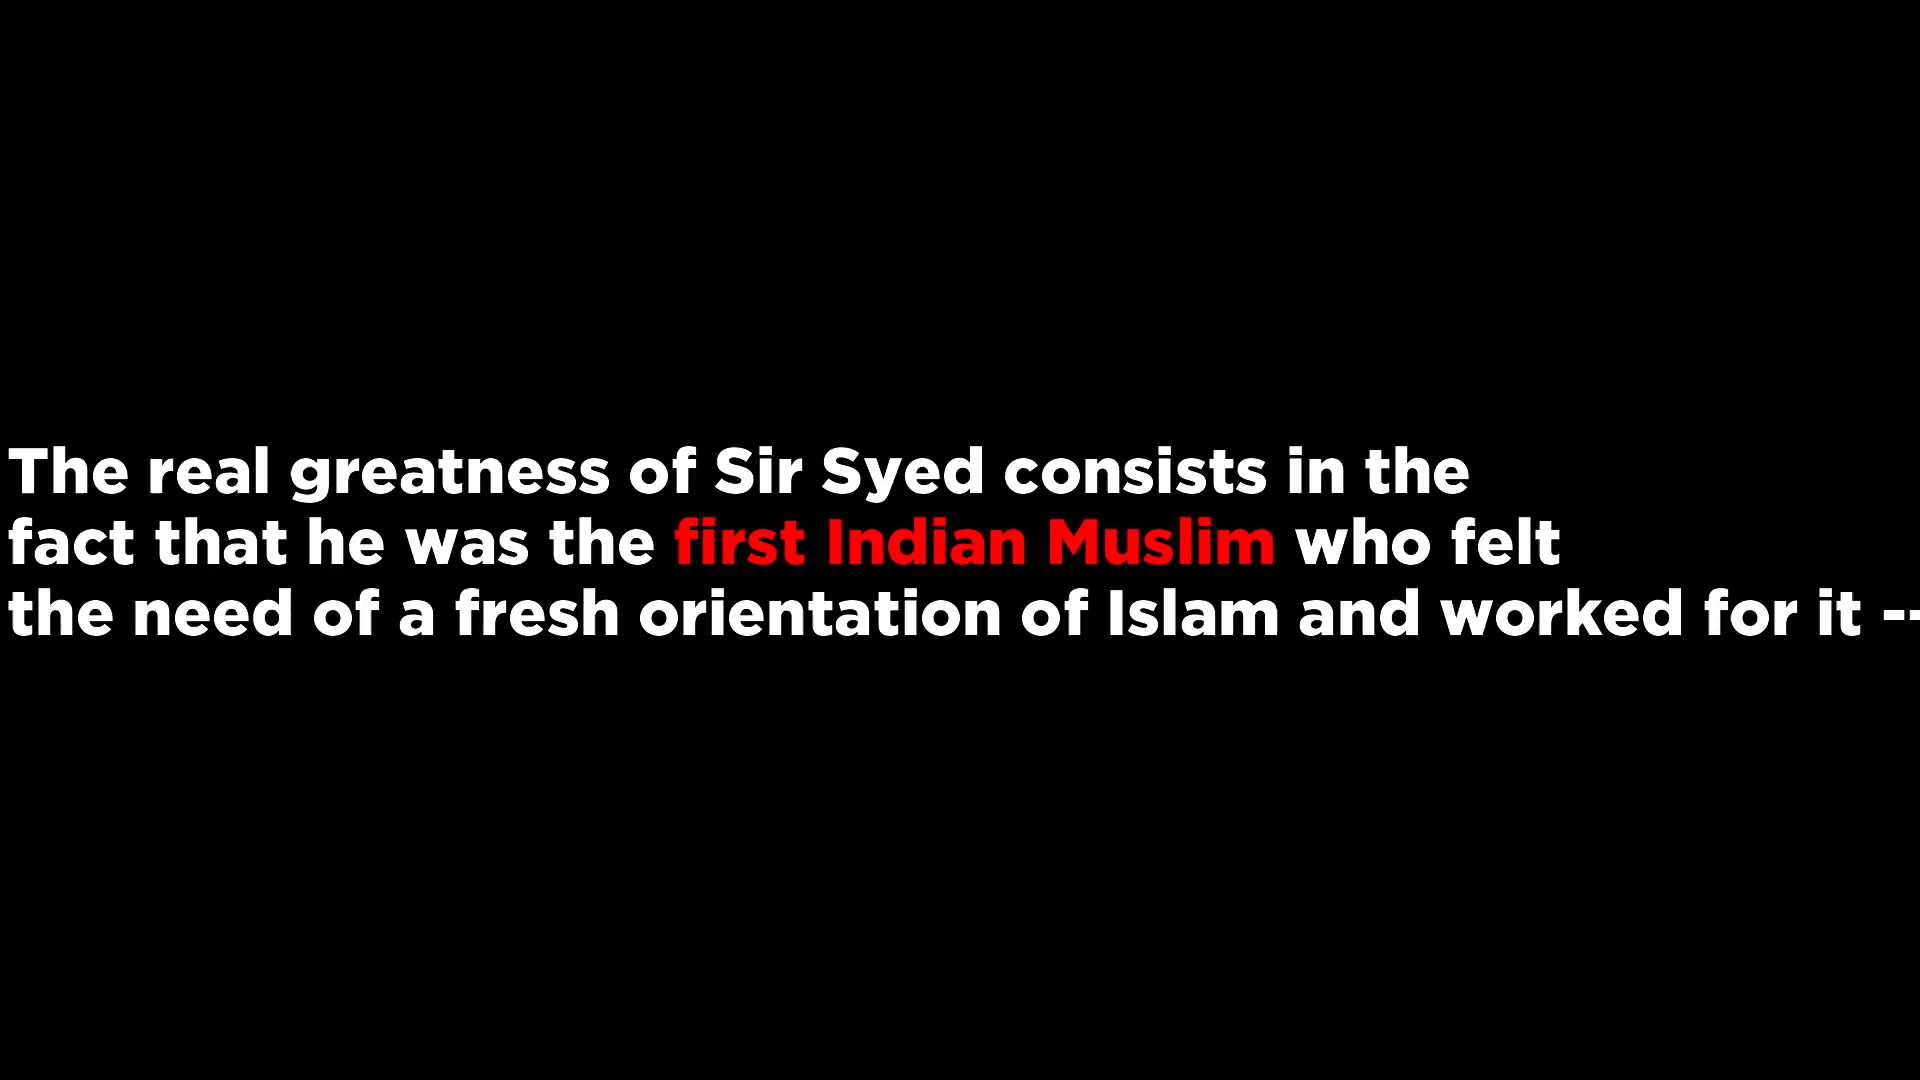 The real greatness of Sir Syed consists in the
fact that he was the first Indian Muslim who felt
the need of a fresh orientation of Islam and worked for it --